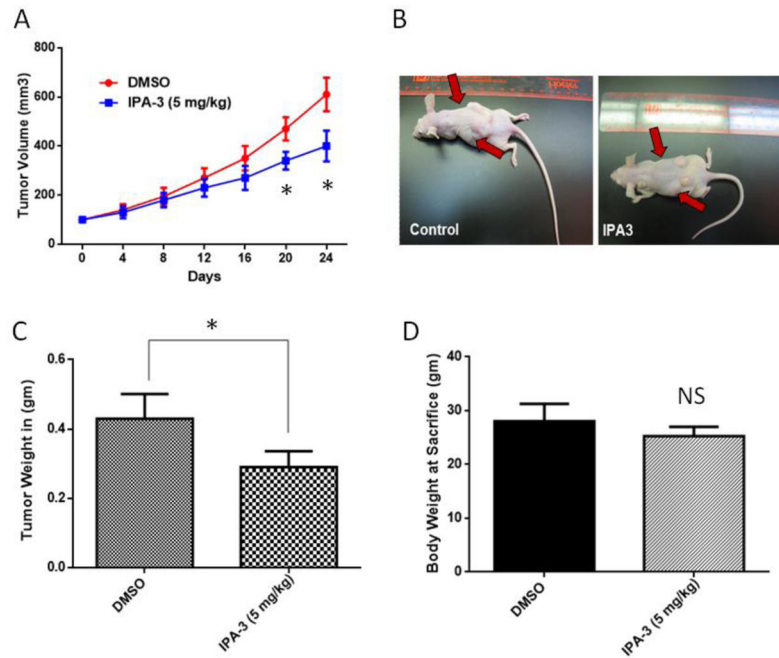 A
800
600
400
200
0
Tumor Volume (mm3)
DMSO
IPA-3 (5 mg/kg)
*
*
0 4 8 12 16 20 24
Days
B
Control
IPA3
C
*
0.6
0.4
0.2
0.0
Tumor Weight in (gm)
DMSO
IPA-3 (5 mg/kg)
D
NS
40
30
20
10
0
Body Weight at Sacrifice (gm)
DMSO
IPA-3 (5 mg/kg)